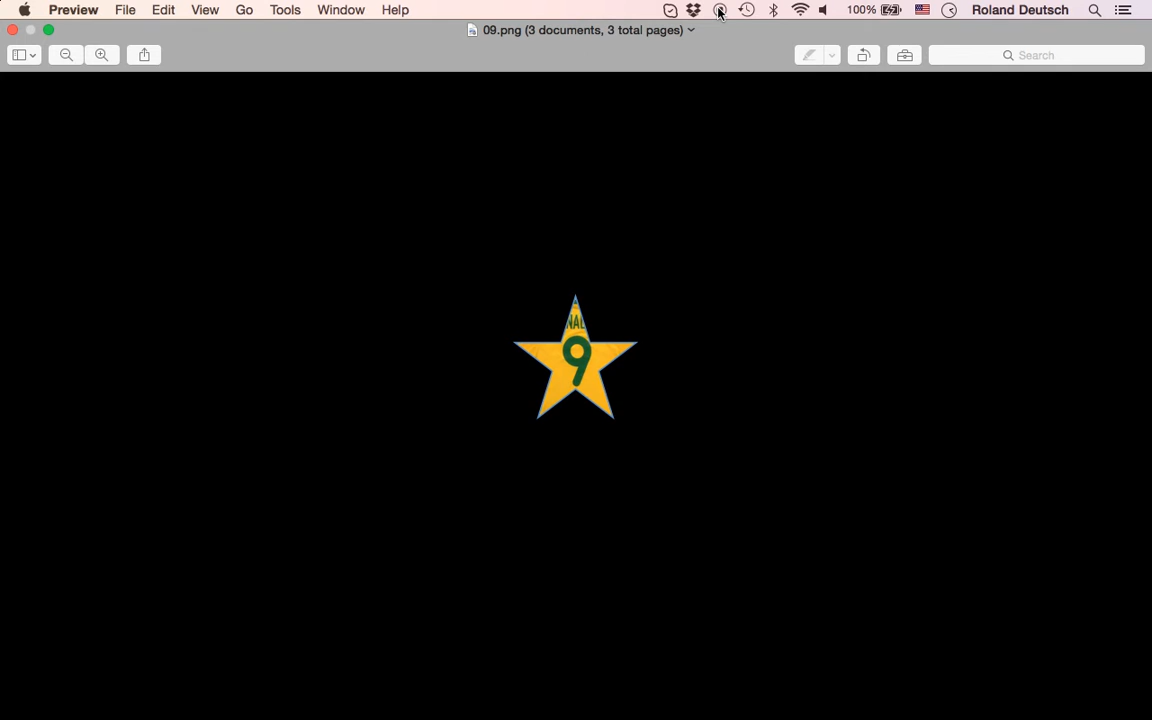 Preview File Edit View Go Tools Window Help 100% Roland Deutsch
09.png (3 documents, 3 total pages)
Search
NAL
9